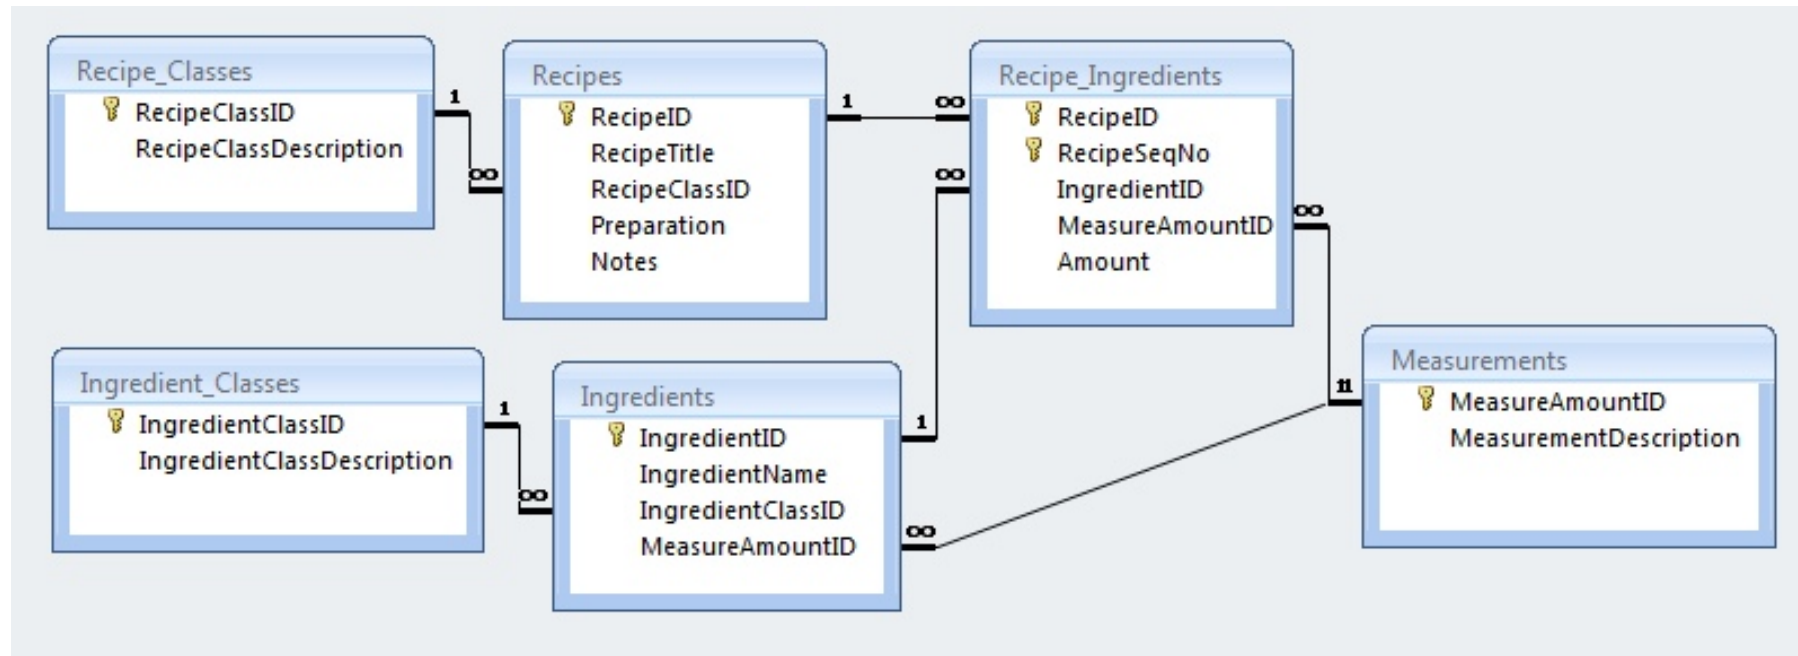 Recipe_Classes
RecipeClassID
RecipeClassDescription
1
∞
Recipes
RecipeID
RecipeTitle
RecipeClassID
Preparation
Notes
1
∞
Recipe_Ingredients
RecipeID
RecipeSeqNo
IngredientID
MeasureAmountID
Amount
∞
∞
Ingredient_Classes
IngredientClassID
IngredientClassDescription
1
∞
Ingredients
IngredientID
IngredientName
IngredientClassID
MeasureAmountID
1
∞
11
Measurements
MeasureAmountID
MeasurementDescription